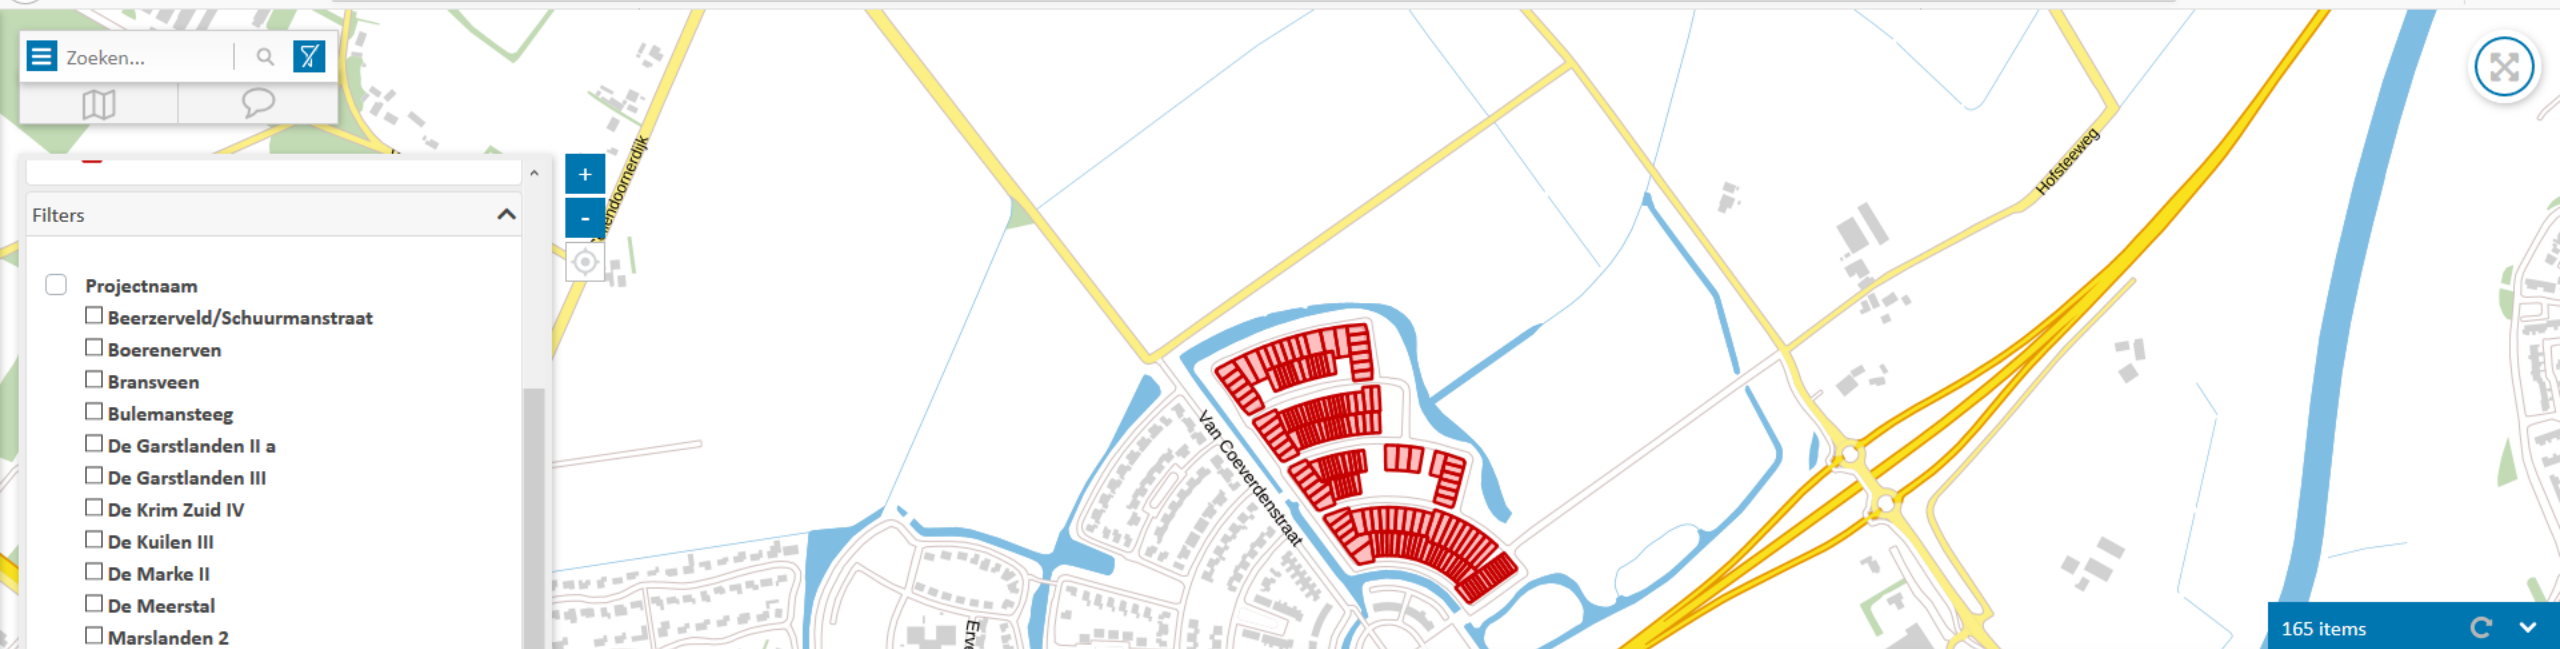 Zoeken...
Filters
Projectnaam
Beerzerveld/Schuurmanstraat
Boerenerven
Bransveen
Bulemansteeg
De Garstlanden II a
De Garstlanden III
De Krim Zuid IV
De Kuilen III
De Marke II
De Meerstal
Marslanden 2
+
-
Van Coeverdenstraat
Hofsteeweg
165 items